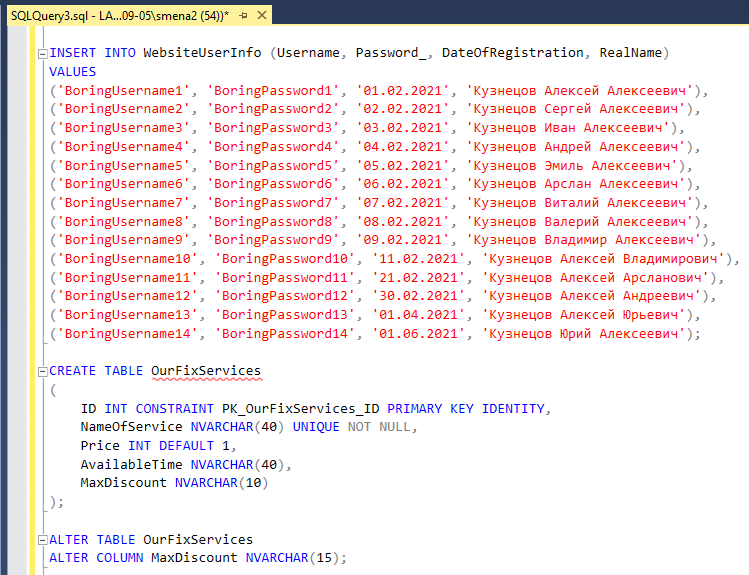 SQLQuery3.sql - LA...09-05\smena2 (54))*
INSERT INTO WebsiteUserInfo (Username, Password_, DateOfRegistration, RealName)
VALUES
('BoringUsername1', 'BoringPassword1', '01.02.2021', 'Кузнецов Алексей Алексеевич'),
('BoringUsername2', 'BoringPassword2', '02.02.2021', 'Кузнецов Сергей Алексеевич'),
('BoringUsername3', 'BoringPassword3', '03.02.2021', 'Кузнецов Иван Алексеевич'),
('BoringUsername4', 'BoringPassword4', '04.02.2021', 'Кузнецов Андрей Алексеевич'),
('BoringUsername5', 'BoringPassword5', '05.02.2021', 'Кузнецов Эмиль Алексеевич'),
('BoringUsername6', 'BoringPassword6', '06.02.2021', 'Кузнецов Арслан Алексеевич'),
('BoringUsername7', 'BoringPassword7', '07.02.2021', 'Кузнецов Виталий Алексеевич'),
('BoringUsername8', 'BoringPassword8', '08.02.2021', 'Кузнецов Валерий Алексеевич'),
('BoringUsername9', 'BoringPassword9', '09.02.2021', 'Кузнецов Владимир Алексеевич'),
('BoringUsername10', 'BoringPassword10', '11.02.2021', 'Кузнецов Алексей Владимирович'),
('BoringUsername11', 'BoringPassword11', '21.02.2021', 'Кузнецов Алексей Арсланович'),
('BoringUsername12', 'BoringPassword12', '30.02.2021', 'Кузнецов Алексей Андреевич'),
('BoringUsername13', 'BoringPassword13', '01.04.2021', 'Кузнецов Алексей Юрьевич'),
('BoringUsername14', 'BoringPassword14', '01.06.2021', 'Кузнецов Юрий Алексеевич');
CREATE TABLE OurFixServices
(
ID INT CONSTRAINT PK_OurFixServices_ID PRIMARY KEY IDENTITY,
NameOfService NVARCHAR(40) UNIQUE NOT NULL,
Price INT DEFAULT 1,
AvailableTime NVARCHAR(40),
MaxDiscount NVARCHAR(10)
);
ALTER TABLE OurFixServices
ALTER COLUMN MaxDiscount NVARCHAR(15);